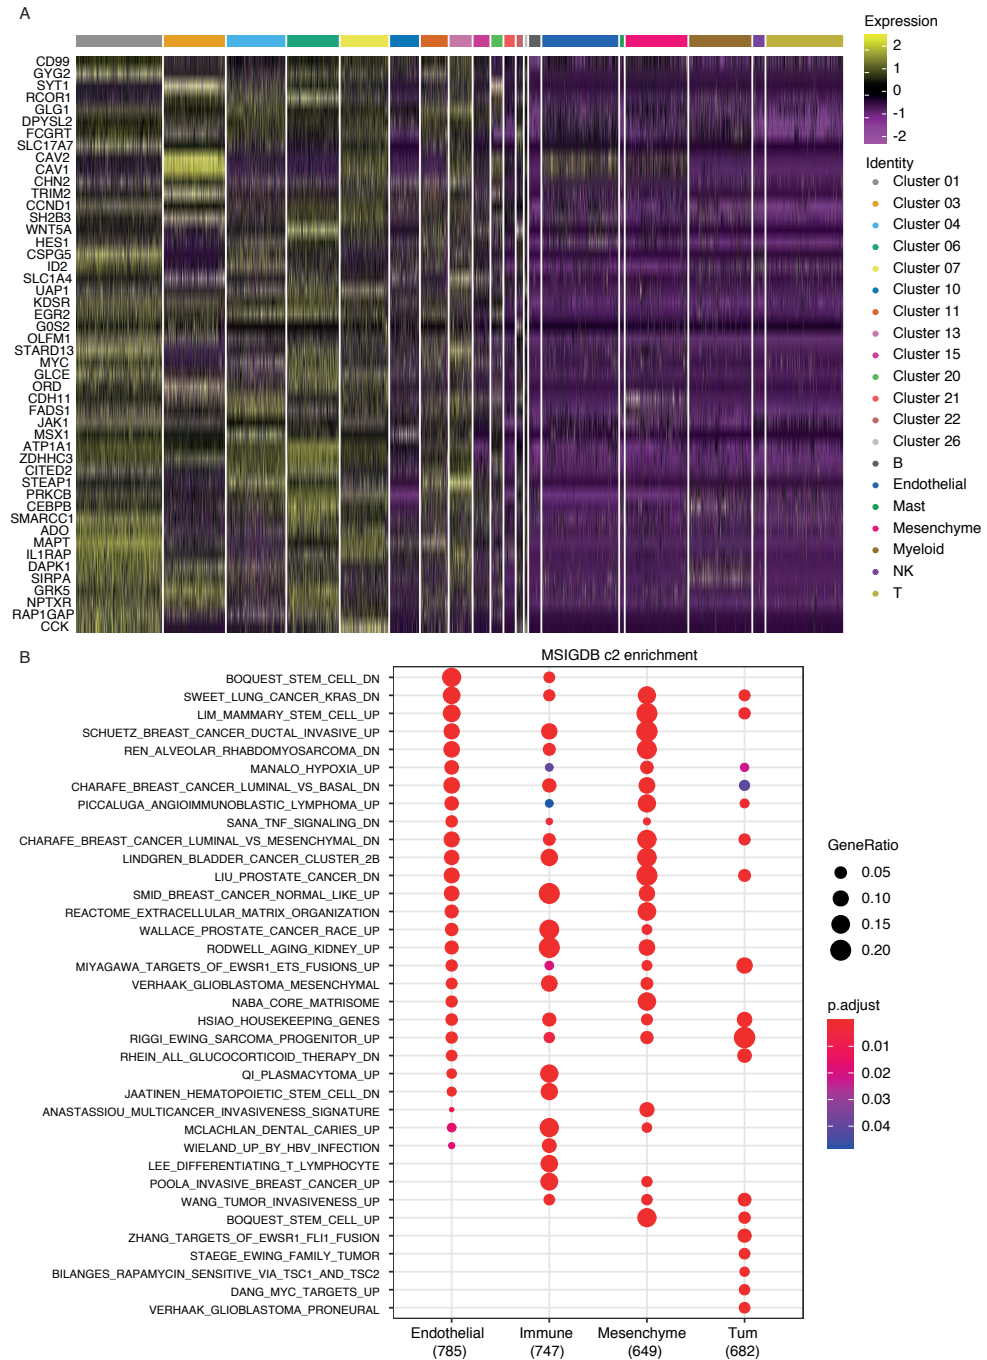 A
Expression
2
1
0
-1
-2
CD99
GYG2
SYT1
RCOR1
GLG1
DPYSL2
FCGRT
SLC17A7
CAV2
CAV1
CHN2
TRIM2
CCND1
SH2B3
WNT5A
HES1
CSPG5
ID2
SLC1A4
UAP1
KDSR
EGR2
G0S2
OLFM1
STARD13
MYC
GLCE
ORD
CDH11
FADS1
JAK1
MSX1
ATP1A1
ZDHHC3
CITED2
STEAP1
PRKCB
CEBPB
SMARCC1
ADO
MAPT
IL1RAP
DAPK1
SIRPA
GRK5
NPTXR
RAP1GAP
CCK
Identity
Cluster 01
Cluster 03
Cluster 04
Cluster 06
Cluster 07
Cluster 10
Cluster 11
Cluster 13
Cluster 15
Cluster 20
Cluster 21
Cluster 22
Cluster 26
B
Endothelial
Mast
Mesenchyme
Myeloid
NK
T
B
MSIGDB c2 enrichment
BOQUEST_STEM_CELL_DN
SWEET_LUNG_CANCER_KRAS_DN
LIM_MAMMARY_STEM_CELL_UP
SCHUETZ_BREAST_CANCER_DUCTAL_INVASIVE_UP
REN_ALVEOLAR_RHABDOMYOSARCOMA_DN
MANALO_HYPOXIA_UP
CHARAFE_BREAST_CANCER_LUMINAL_VS_BASAL_DN
PICCALUGA_ANGIOIMMUNOBLASTIC_LYMPHOMA_UP
SANA_TNF_SIGNALING_DN
CHARAFE_BREAST_CANCER_LUMINAL_VS_MESENCHYMAL_DN
LINDGREN_BLADDER_CANCER_CLUSTER_2B
LIU_PROSTATE_CANCER_DN
SMID_BREAST_CANCER_NORMAL_LIKE_UP
REACTOME_EXTRACELLULAR_MATRIX_ORGANIZATION
WALLACE_PROSTATE_CANCER_RACE_UP
RODWELL_AGING_KIDNEY_UP
MIYAGAWA_TARGETS_OF_EWSR1_ETS_FUSIONS_UP
VERHAAK_GLIOBLASTOMA_MESENCHYMAL
NABA_CORE_MATRISOME
HSIAO_HOUSEKEEPING_GENES
RIGGI_EWING_SARCOMA_PROGENITOR_UP
RHEIN_ALL_GLUCOCORTICOID_THERAPY_DN
QI_PLASMACYTOMA_UP
JAATINEN_HEMATOPOIETIC_STEM_CELL_DN
ANASTASSIOU_MULTICANCER_INVASIVENESS_SIGNATURE
MCLACHLAN_DENTAL_CARIES_UP
WIELAND_UP_BY_HBV_INFECTION
LEE_DIFFERENTIATING_T_LYMPHOCYTE
POOLA_INVASIVE_BREAST_CANCER_UP
WANG_TUMOR_INVASIVENESS_UP
BOQUEST_STEM_CELL_UP
ZHANG_TARGETS_OF_EWSR1_FLI1_FUSION
STAEGE_EWING_FAMILY_TUMOR
BILANGES_RAPAMYCIN_SENSITIVE_VIA_TSC1_AND_TSC2
DANG_MYC_TARGETS_UP
VERHAAK_GLIOBLASTOMA_PRONEURAL
Endothelial Immune Mesenchyme Tum
(785) (747) (649) (682)
GeneRatio
0.05
0.10
0.15
0.20
p.adjust
0.01
0.02
0.03
0.04